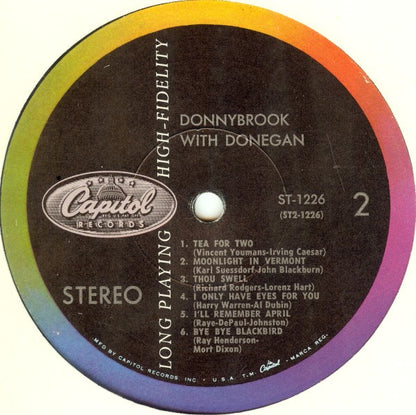 LONG PLAYING HIGH-FIDELITY
DONNYBROOK
WITH DONEGAN
Capitol
RECORDS
ST-1226
(ST2-1226)
2
STEREO
1. TEA FOR TWO
(Vincent Youmans-Irving Caesar)
2. MOONLIGHT IN VERMONT
(Karl Suessdorf-John Blackburn)
3. THOU SWELL
(Richard Rodgers-Lorenz Hart)
4. I ONLY HAVE EYES FOR YOU
(Harry Warren-Al Dubin)
5. I'LL REMEMBER APRIL
(Raye-DePaul-Johnston)
6. BYE BYE BLACKBIRD
(Ray Henderson-
Mort Dixon)
MFD BY CAPITOL RECORDS INC. • U.S.A. T.M. Capitol MARCA REG.